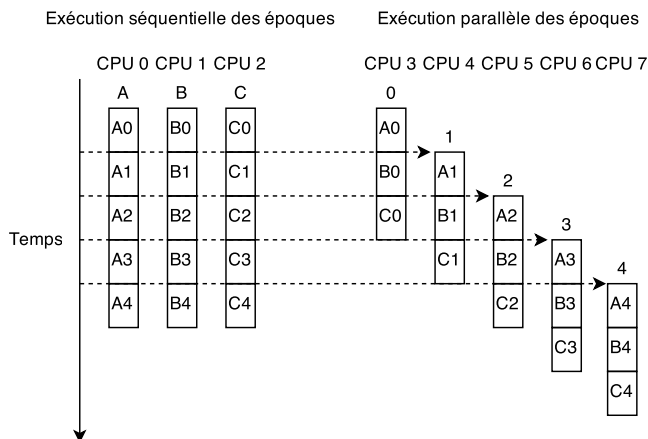 Exécution séquentielle des époques
Exécution parallèle des époques
CPU 0 CPU 1 CPU 2
CPU 3 CPU 4 CPU 5 CPU 6 CPU 7
A B C
0
A0 B0 C0
A0
1
A1 B1 C1
B0
A1
2
A2 B2 C2
C0
B1
A2
3
Temps
A3 B3 C3
C1
B2
A3
4
A4 B4 C4
C2
B3
A4
C3
B4
C4